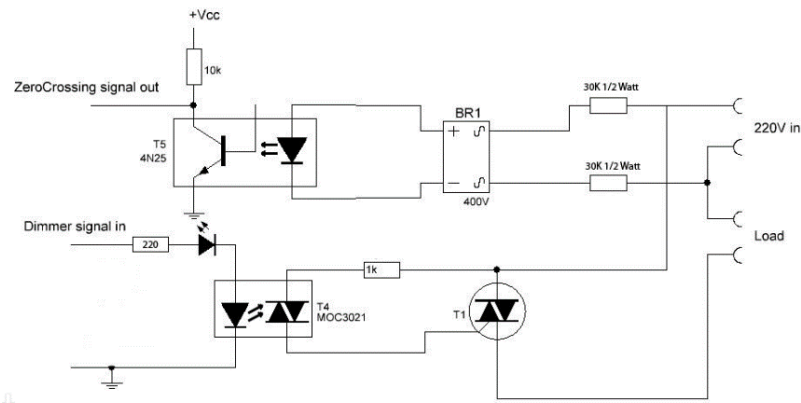 +Vcc
10k
ZeroCrossing signal out
T5
4N25
BR1
400V
30K 1/2 Watt
30K 1/2 Watt
220V in
Load
Dimmer signal in
220
1k
T4
MOC3021
T1